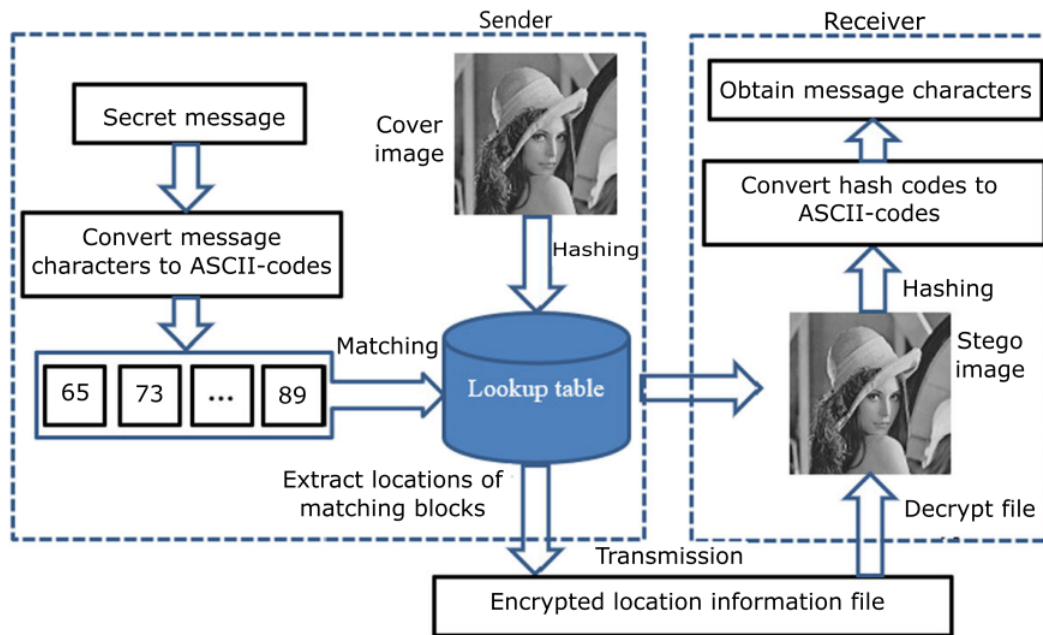 Sender
Receiver
Secret message
Cover
image
Obtain message characters
Convert hash codes to
ASCII-codes
Convert message
characters to ASCII-codes
Hashing
Hashing
Matching
Stego
image
65 73 ... 89
Lookup table
Extract locations of
matching blocks
Decrypt file
Transmission
Encrypted location information file